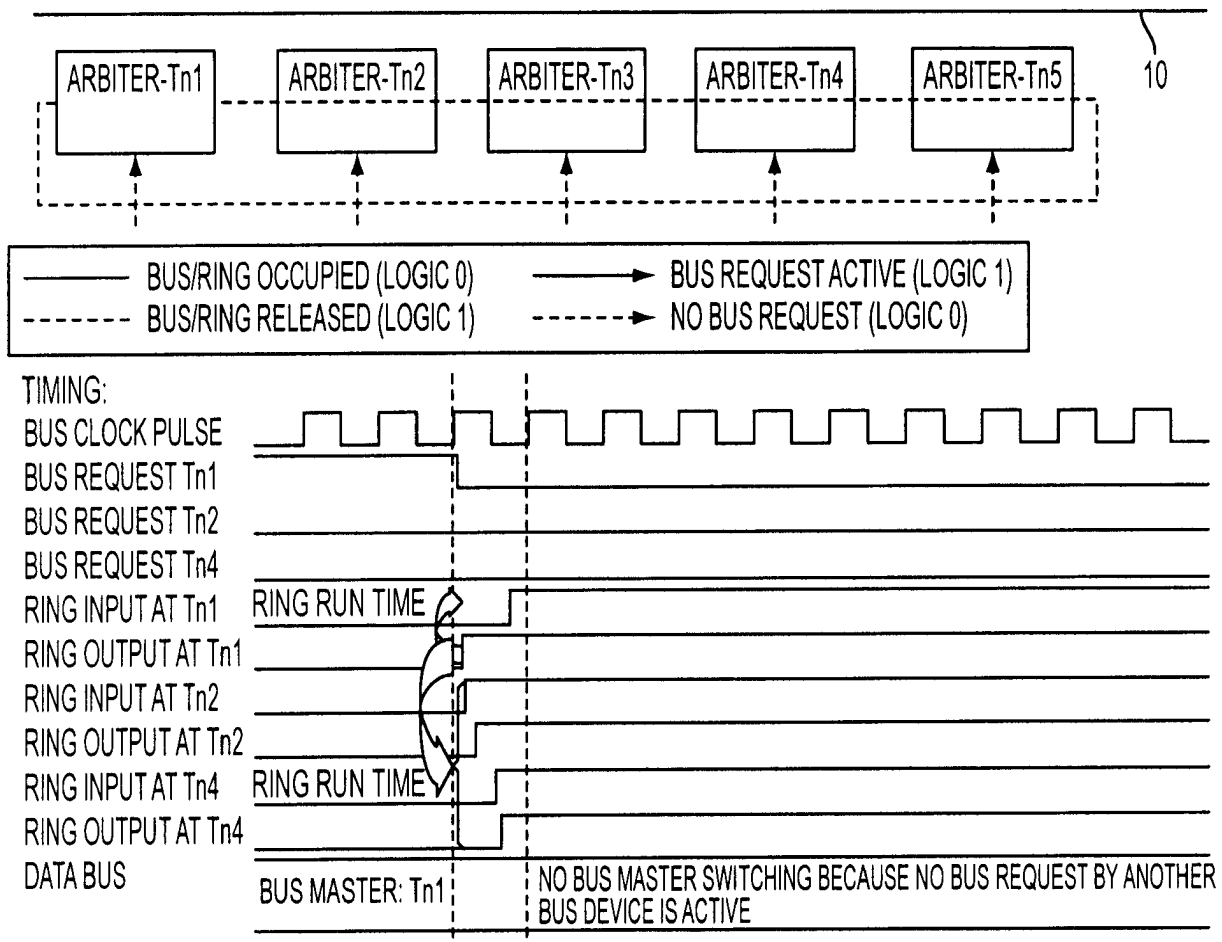 ARBITER-Tn1 ARBITER-Tn2 ARBITER-Tn3 ARBITER-Tn4 ARBITER-Tn5 10
BUS/RING OCCUPIED (LOGIC 0) BUS REQUEST ACTIVE (LOGIC 1)
BUS/RING RELEASED (LOGIC 1) NO BUS REQUEST (LOGIC 0)
TIMING:
BUS CLOCK PULSE
BUS REQUEST Tn1
BUS REQUEST Tn2
BUS REQUEST Tn4
RING INPUT AT Tn1 RING RUN TIME
RING OUTPUT AT Tn1
RING INPUT AT Tn2
RING OUTPUT AT Tn2
RING INPUT AT Tn4 RING RUN TIME
RING OUTPUT AT Tn4
DATA BUS BUS MASTER: Tn1 NO BUS MASTER SWITCHING BECAUSE NO BUS REQUEST BY ANOTHER
BUS DEVICE IS ACTIVE